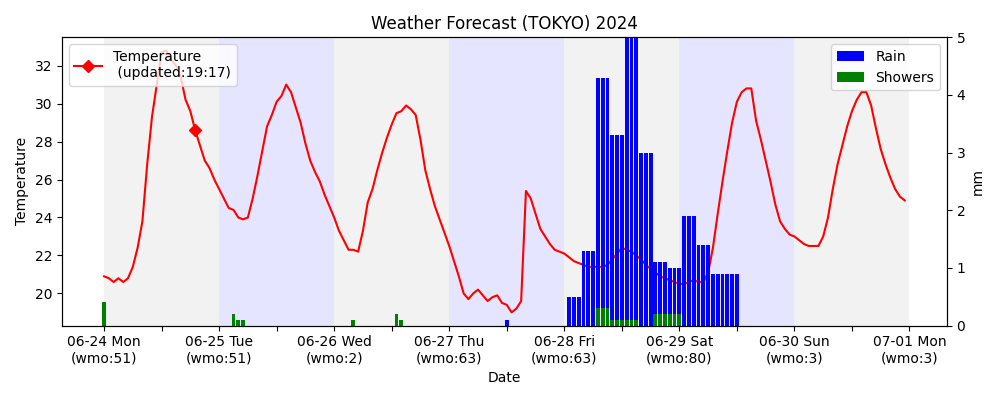 Weather Forecast (TOKYO) 2024
Temperature
(updated:19:17)
Rain
Showers
Temperature
32
30
28
26
24
22
20
5
4
3
2
1
0
mm
06-24 Mon
(wmo:51)
06-25 Tue
(wmo:51)
06-26 Wed
(wmo:2)
06-27 Thu
(wmo:63)
06-28 Fri
(wmo:63)
06-29 Sat
(wmo:80)
06-30 Sun
(wmo:3)
07-01 Mon
(wmo:3)
Date